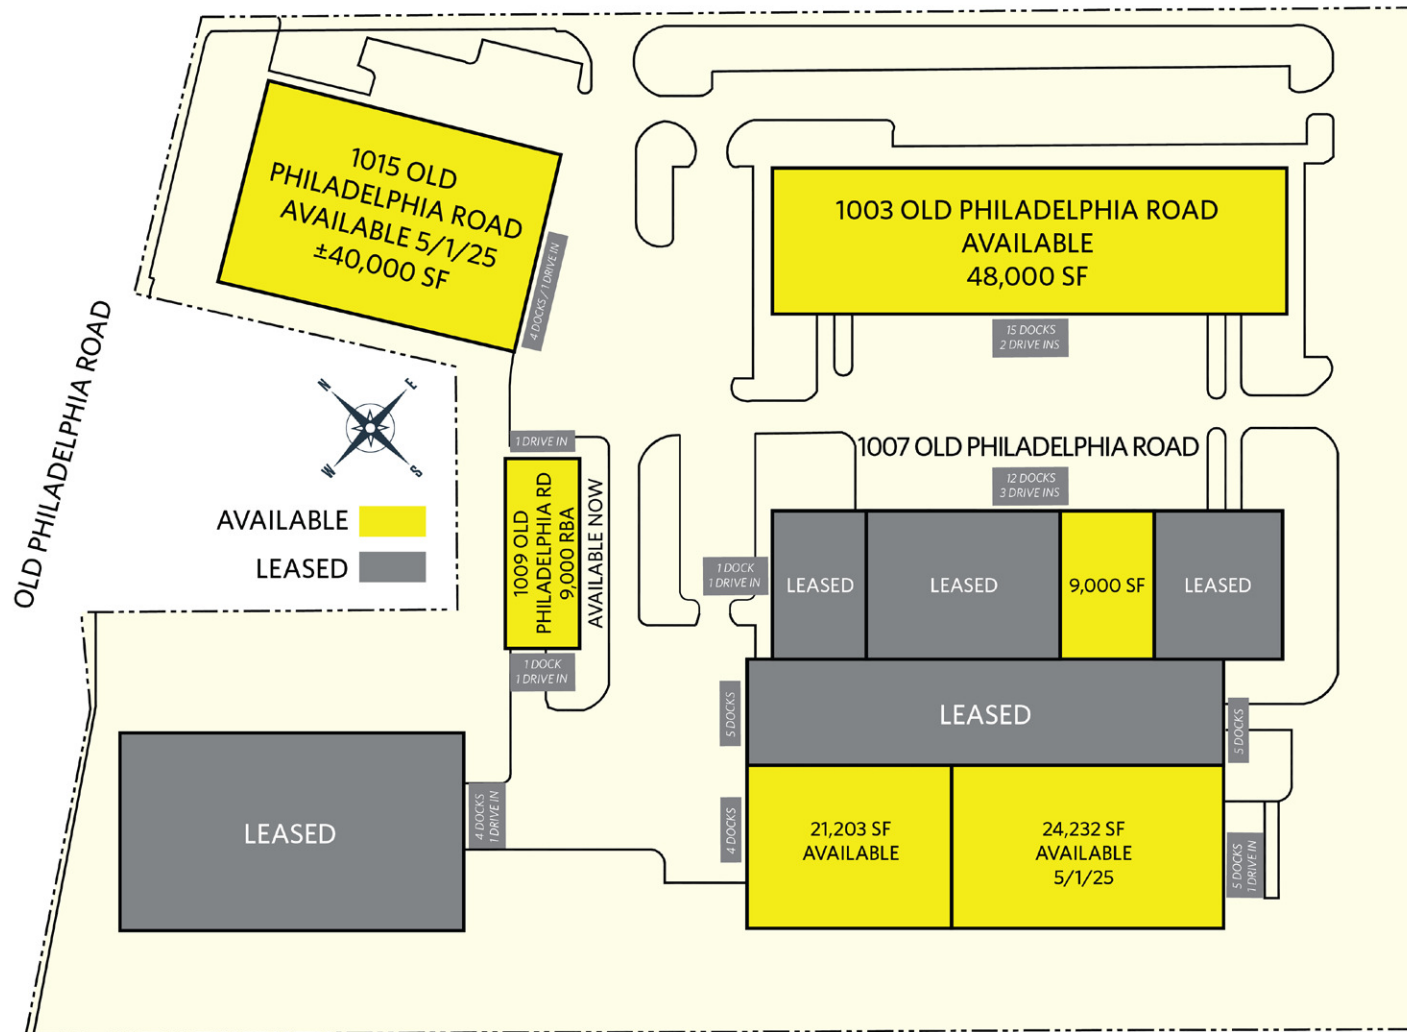 1015 OLD
PHILADELPHIA ROAD
AVAILABLE 5/1/25
±40,000 SF
4 DOCKS / 1 DRIVE IN
1003 OLD PHILADELPHIA ROAD
AVAILABLE
48,000 SF
15 DOCKS
2 DRIVE INS
OLD PHILADELPHIA ROAD
N
E
W
S
AVAILABLE
LEASED
1 DRIVE IN
1009 OLD
PHILADELPHIA RD
9,000 RBA
AVAILABLE NOW
1 DOCK
1 DRIVE IN
1007 OLD PHILADELPHIA ROAD
12 DOCKS
3 DRIVE INS
1 DOCK
1 DRIVE IN
LEASED
LEASED
9,000 SF
LEASED
5 DOCKS
LEASED
5 DOCKS
LEASED
4 DOCKS
1 DRIVE IN
4 DOCKS
21,203 SF
AVAILABLE
24,232 SF
AVAILABLE
5/1/25
5 DOCKS
1 DRIVE IN